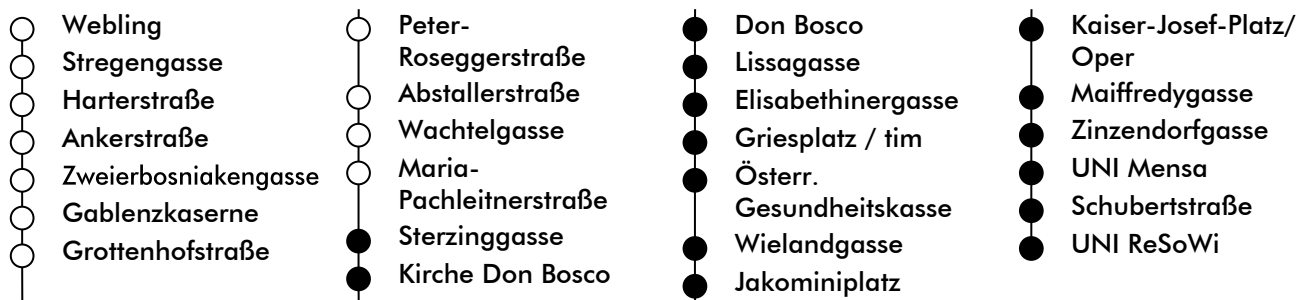 Webling
Stregengasse
Harterstraße
Ankerstraße
Zweierbosniakengasse
Gablenzkaserne
Grottenhofstraße
Peter-
Roseggerstraße
Abstallerstraße
Wachtelgasse
Maria-
Pachleitnerstraße
Sterzinggasse
Kirche Don Bosco
Don Bosco
Lissagasse
Elisabethinergasse
Griesplatz / tim
Österr.
Gesundheitskasse
Wielandgasse
Jakominiplatz
Kaiser-Josef-Platz/
Oper
Maiffredygasse
Zinzendorfgasse
UNI Mensa
Schubertstraße
UNI ReSoWi